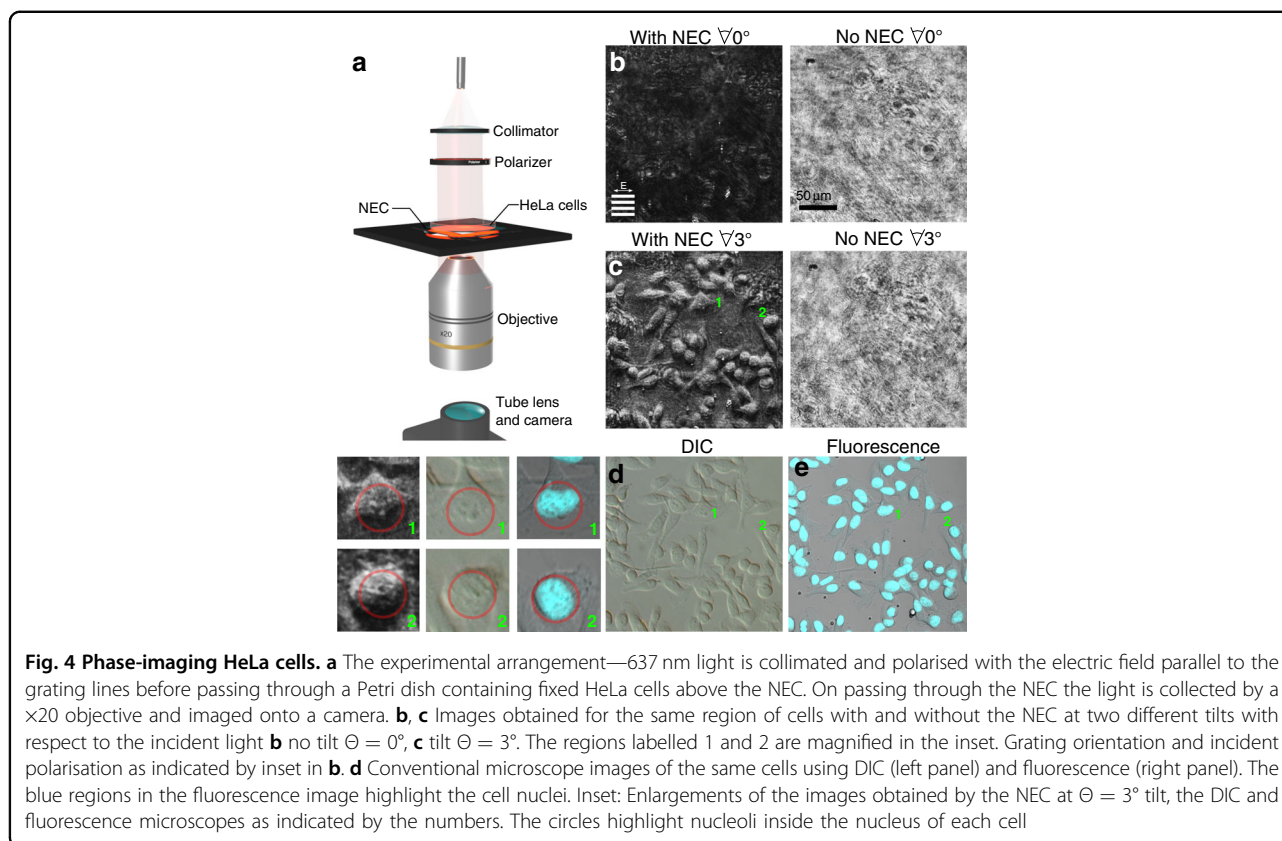 a
Collimator
Polarizer
NEC
HeLa cells
Objective
x20
Tube lens
and camera
With NEC ∀0°
No NEC ∀0°
b
E
50 μm
With NEC ∀3°
No NEC ∀3°
c
1
2
DIC
Fluorescence
d
1
2
e
1
2
1
1
1
2
2
2
Fig. 4 Phase-imaging HeLa cells. a The experimental arrangement—637 nm light is collimated and polarised with the electric field parallel to the
grating lines before passing through a Petri dish containing fixed HeLa cells above the NEC. On passing through the NEC the light is collected by a
×20 objective and imaged onto a camera. b, c Images obtained for the same region of cells with and without the NEC at two different tilts with
respect to the incident light b no tilt Θ = 0°, c tilt Θ = 3°. The regions labelled 1 and 2 are magnified in the inset. Grating orientation and incident
polarisation as indicated by inset in b. d Conventional microscope images of the same cells using DIC (left panel) and fluorescence (right panel). The
blue regions in the fluorescence image highlight the cell nuclei. Inset: Enlargements of the images obtained by the NEC at Θ = 3° tilt, the DIC and
fluorescence microscopes as indicated by the numbers. The circles highlight nucleoli inside the nucleus of each cell